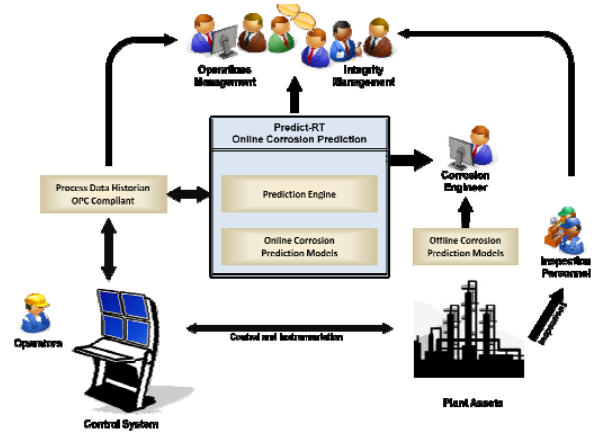 Operations
Management
Integrity
Management
Predict-RT
Online Corrosion Prediction
Prediction Engine
Online Corrosion
Prediction Models
Process Data Historian
OPC Compliant
Corrosion
Engineer
Offline Corrosion
Prediction Models
Inspection
Personnel
Operators
Control and Instrumentation
Control System
Plant Assets